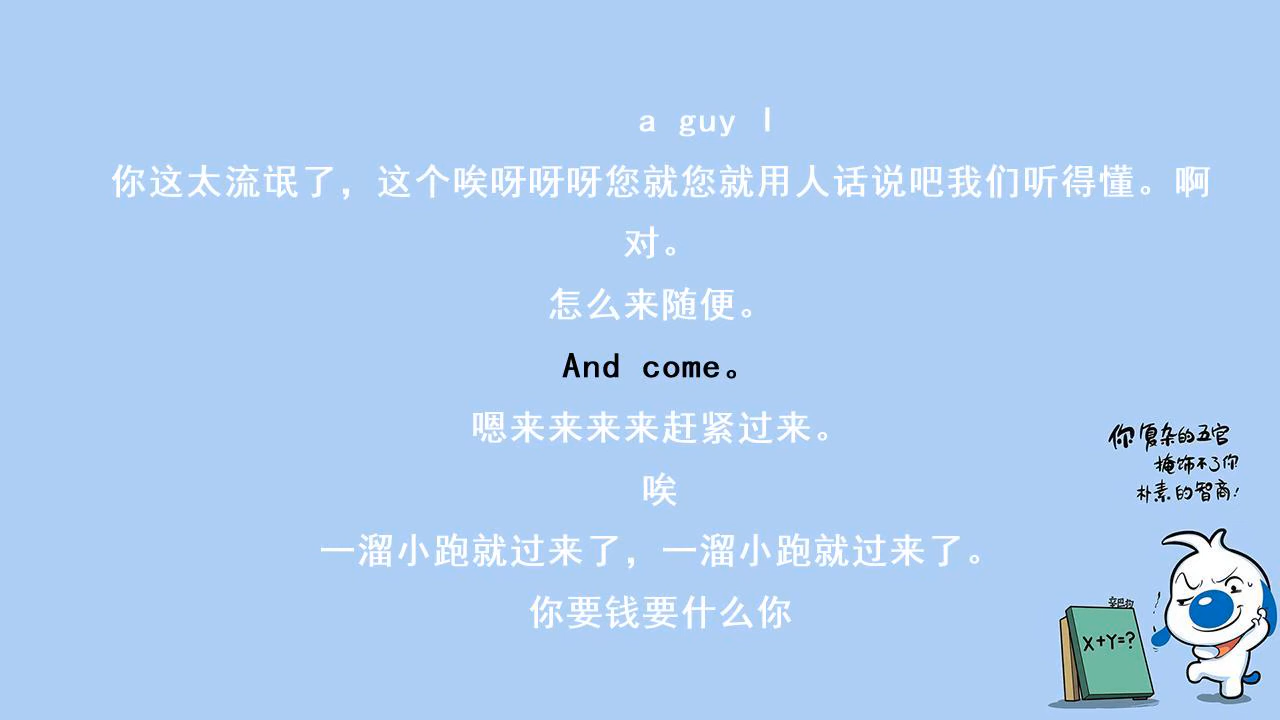 a guy I
你这太流氓了，这个唉呀呀呀您就您就用人话说吧我们听得懂。啊
对。
怎么来随便。
And come。
嗯来来来来赶紧过来。
唉
一溜小跑就过来了，一溜小跑就过来了。
你要钱要什么你
你复杂的五官
掩饰不了你
朴素的智商！
X+Y=?